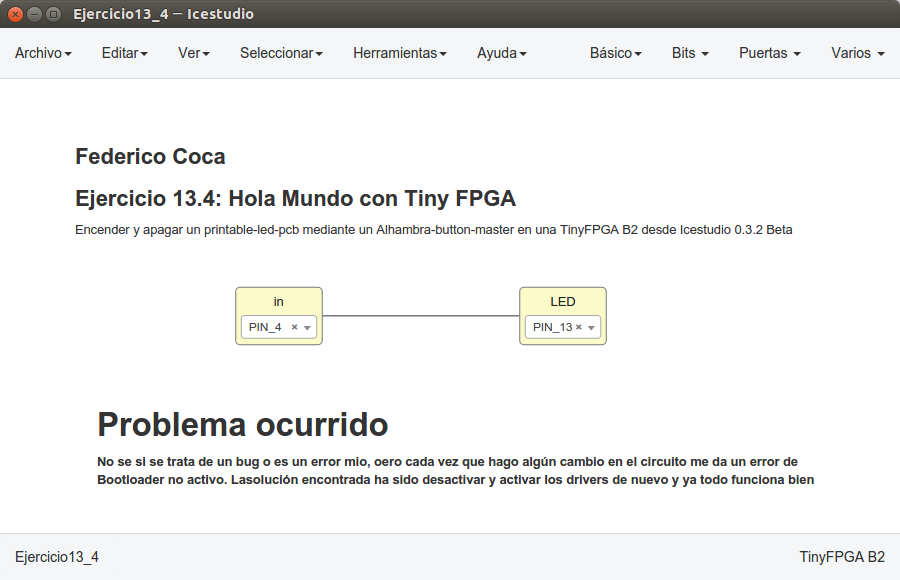 Ejercicio13_4 – Icestudio
Archivo Editar Ver Seleccionar Herramientas Ayuda Básico Bits Puertas Varios
Federico Coca
Ejercicio 13.4: Hola Mundo con Tiny FPGA
Encender y apagar un printable-led-pcb mediante un Alhambra-button-master en una TinyFPGA B2 desde Icestudio 0.3.2 Beta
in LED
PIN_4 PIN_13
Problema ocurrido
No se si se trata de un bug o es un error mio, oero cada vez que hago algún cambio en el circuito me da un error de
Bootloader no activo. Lasolución encontrada ha sido desactivar y activar los drivers de nuevo y ya todo funciona bien
Ejercicio13_4 TinyFPGA B2